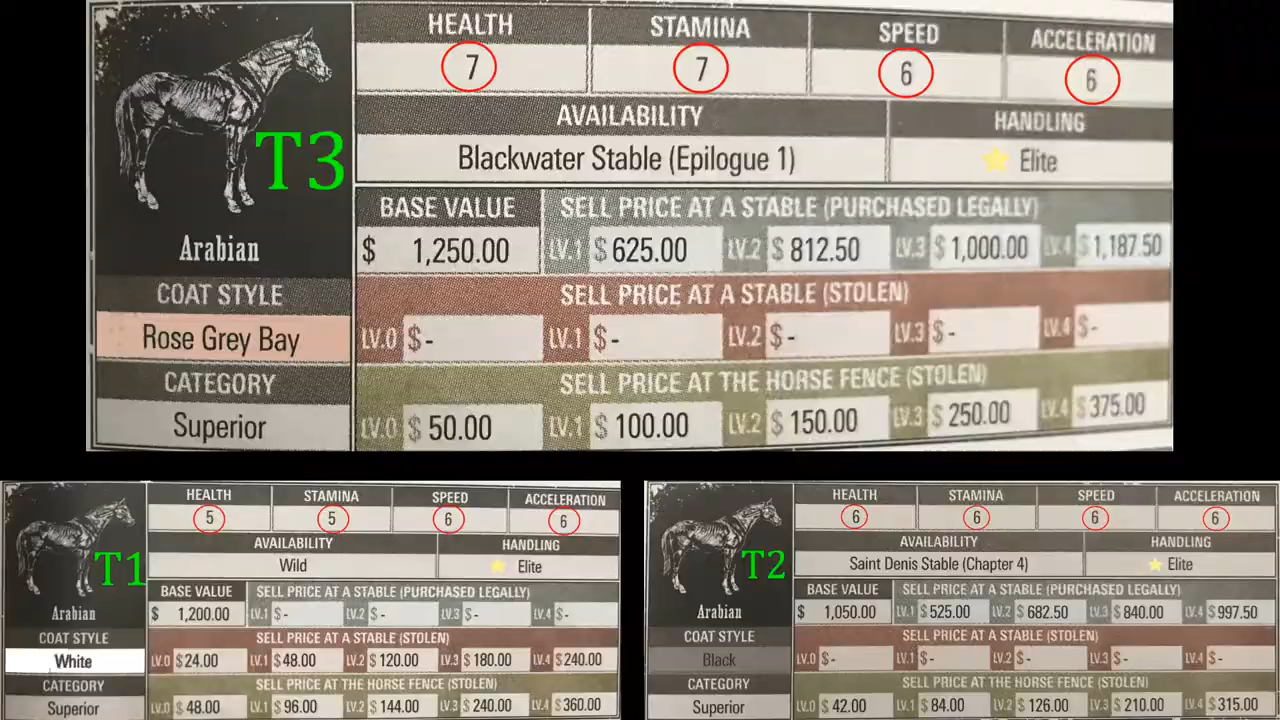 HEALTH STAMINA SPEED ACCELERATION
7 7 6 6
T3
AVAILABILITY HANDLING
Blackwater Stable (Epilogue 1) Elite
Arabian
BASE VALUE SELL PRICE AT A STABLE (PURCHASED LEGALLY)
$ 1,250.00 LV.1 $ 625.00 LV.2 $ 812.50 LV.3 $ 1,000.00 LV.4 $ 1,187.50
COAT STYLE SELL PRICE AT A STABLE (STOLEN)
Rose Grey Bay LV.0 $ - LV.1 $ - LV.2 $ - LV.3 $ - LV.4 $ -
CATEGORY SELL PRICE AT THE HORSE FENCE (STOLEN)
Superior LV.0 $ 50.00 LV.1 $ 100.00 LV.2 $ 150.00 LV.3 $ 250.00 LV.4 $ 375.00
HEALTH STAMINA SPEED ACCELERATION
5 5 6 6
T1
AVAILABILITY HANDLING
Wild Elite
Arabian
BASE VALUE SELL PRICE AT A STABLE (PURCHASED LEGALLY)
$ 1,200.00 LV.1 $ - LV.2 $ - LV.3 $ - LV.4 $ -
COAT STYLE SELL PRICE AT A STABLE (STOLEN)
White LV.0 $ 24.00 LV.1 $ 48.00 LV.2 $ 120.00 LV.3 $ 180.00 LV.4 $ 240.00
CATEGORY SELL PRICE AT THE HORSE FENCE (STOLEN)
Superior LV.0 $ 48.00 LV.1 $ 96.00 LV.2 $ 144.00 LV.3 $ 240.00 LV.4 $ 360.00
HEALTH STAMINA SPEED ACCELERATION
6 6 6 6
T2
AVAILABILITY HANDLING
Saint Denis Stable (Chapter 4) Elite
Arabian
BASE VALUE SELL PRICE AT A STABLE (PURCHASED LEGALLY)
$ 1,050.00 LV.1 $ 525.00 LV.2 $ 682.50 LV.3 $ 840.00 LV.4 $ 997.50
COAT STYLE SELL PRICE AT A STABLE (STOLEN)
Black LV.0 $ - LV.1 $ - LV.2 $ - LV.3 $ - LV.4 $ -
CATEGORY SELL PRICE AT THE HORSE FENCE (STOLEN)
Superior LV.0 $ 42.00 LV.1 $ 84.00 LV.2 $ 126.00 LV.3 $ 210.00 LV.4 $ 315.00